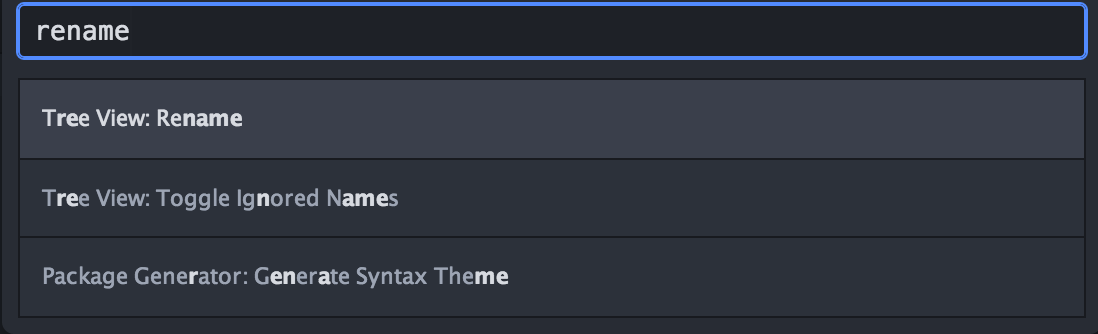 rename
Tree View: Rename
Tree View: Toggle Ignored Names
Package Generator: Generate Syntax Theme